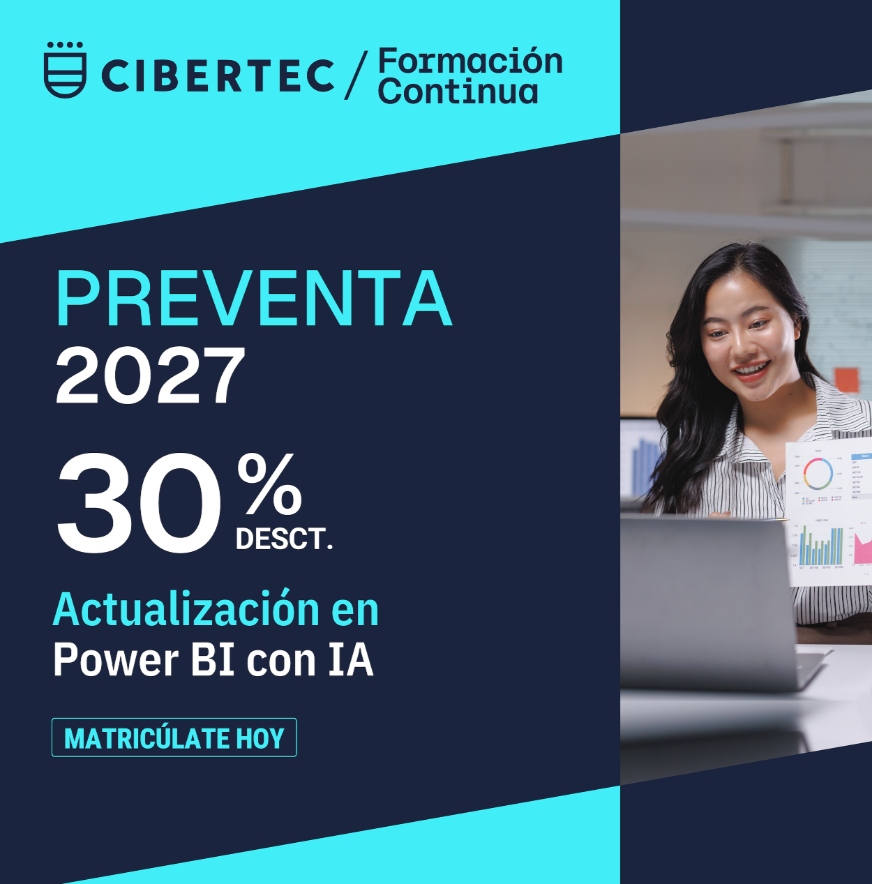 CIBERTEC / Formación
Continua
PREVENTA
2027
30%
DESCT.
Actualización en
Power BI con IA
MATRICÚLATE HOY